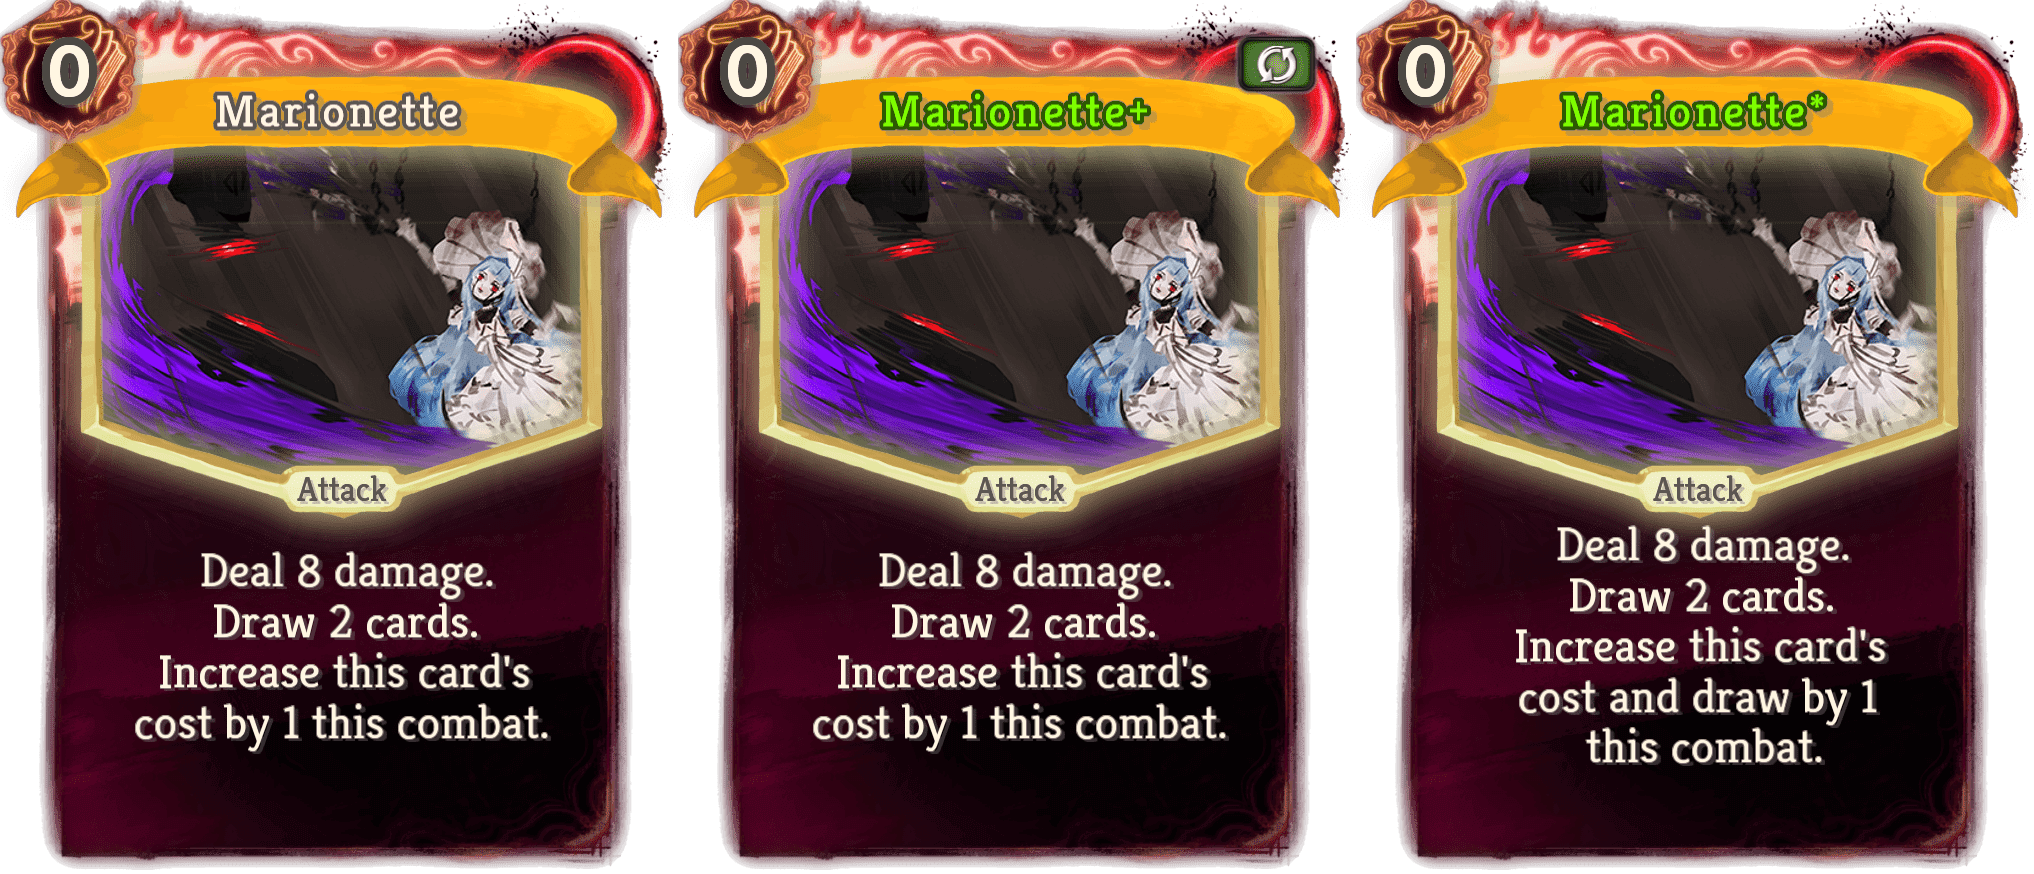 0
Marionette
Attack
Deal 8 damage.
Draw 2 cards.
Increase this card's
cost by 1 this combat.
0
Marionette+
Attack
Deal 8 damage.
Draw 2 cards.
Increase this card's
cost by 1 this combat.
0
Marionette*
Attack
Deal 8 damage.
Draw 2 cards.
Increase this card's
cost and draw by 1
this combat.